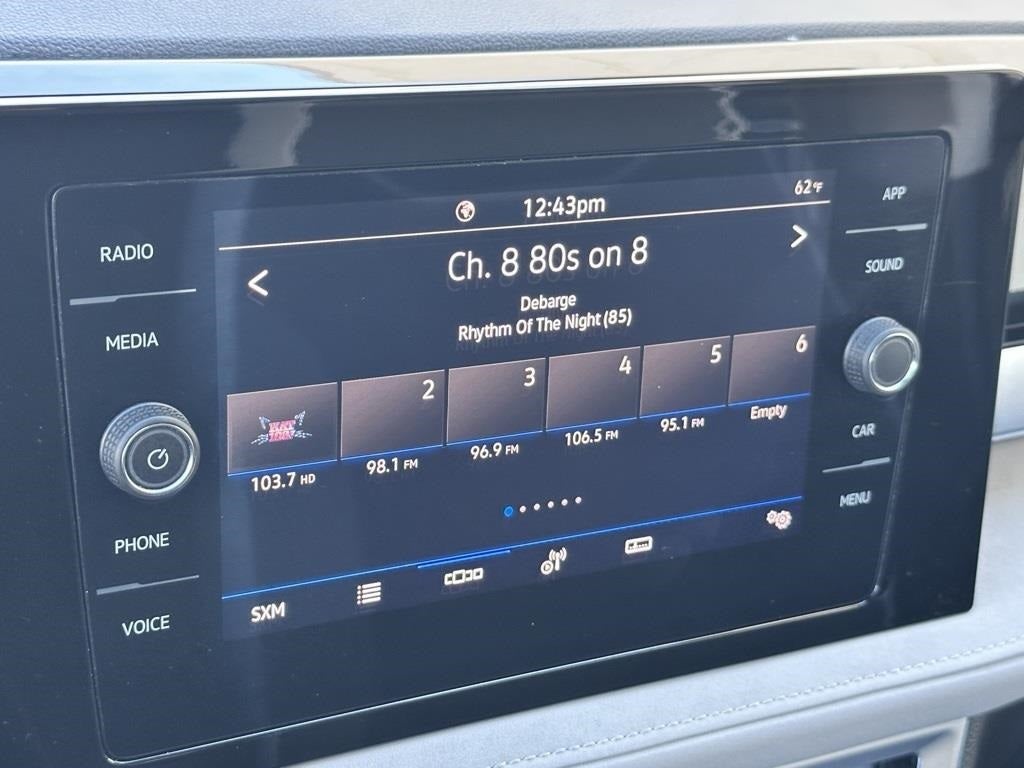 12:43pm
62°F
< Ch. 8 80s on 8 >
Debarge
Rhythm Of The Night (85)
2 3 4 5 6
103.7 HD 98.1 FM 96.9 FM 106.5 FM 95.1 FM Empty
SXM
RADIO
MEDIA
PHONE
VOICE
APP
SOUND
CAR
MENU